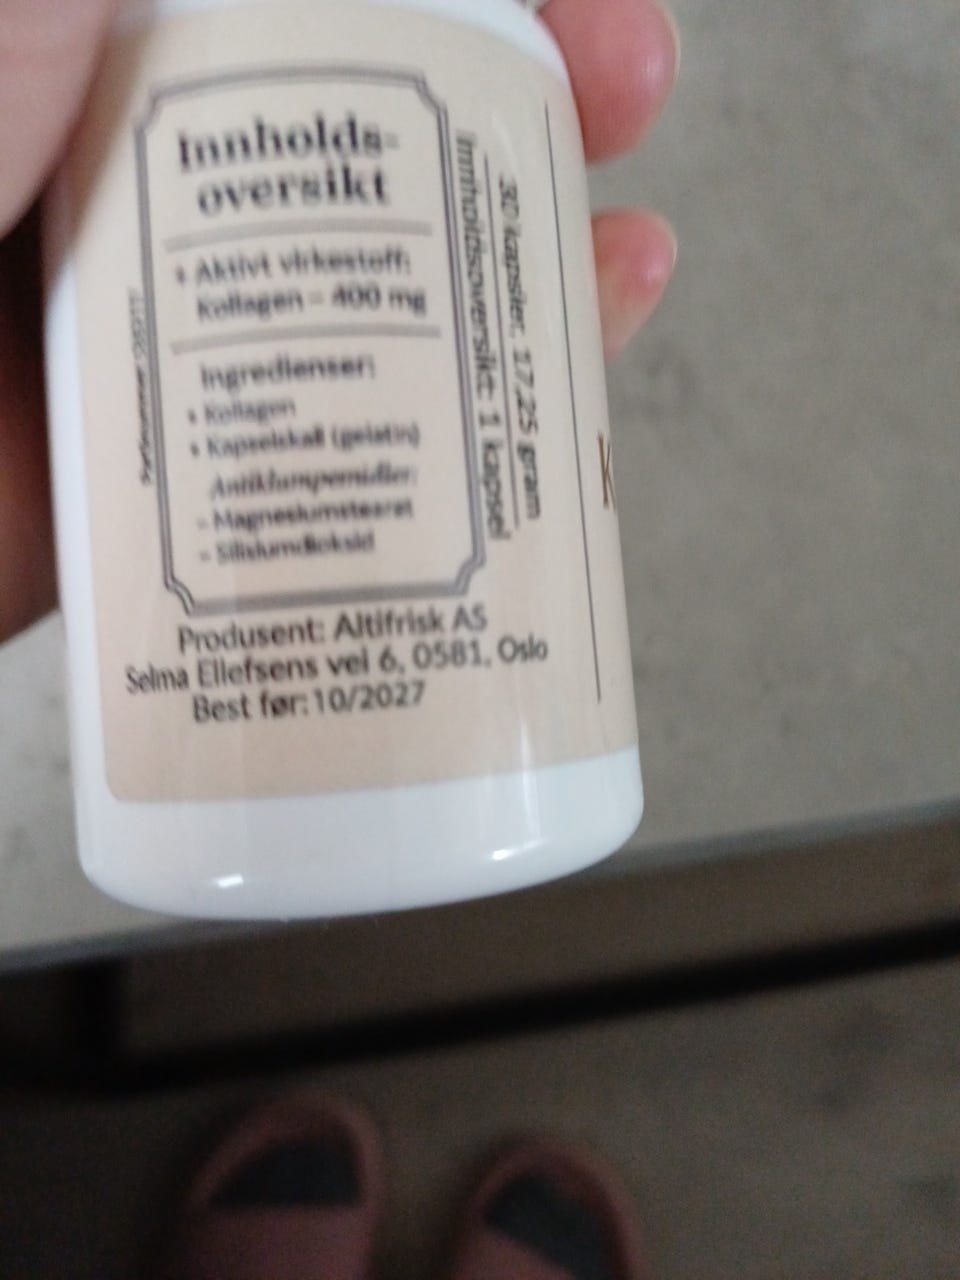 Innholds-
oversikt
• Aktivt virkestoff:
Kollagen – 400 mg
Ingredienser:
• Kollagen
• Kapselskall (gelatin)
Antiklumpemidler:
- Magnesiumstearat
- Silisiumdioksid
Produsent: Altifrisk AS
Selma Ellefsens vei 6, 0581, Oslo
Best før: 10/2027
Innholdsoversikt: 1 kapsel
30 kapsler, 17,25 gram
K